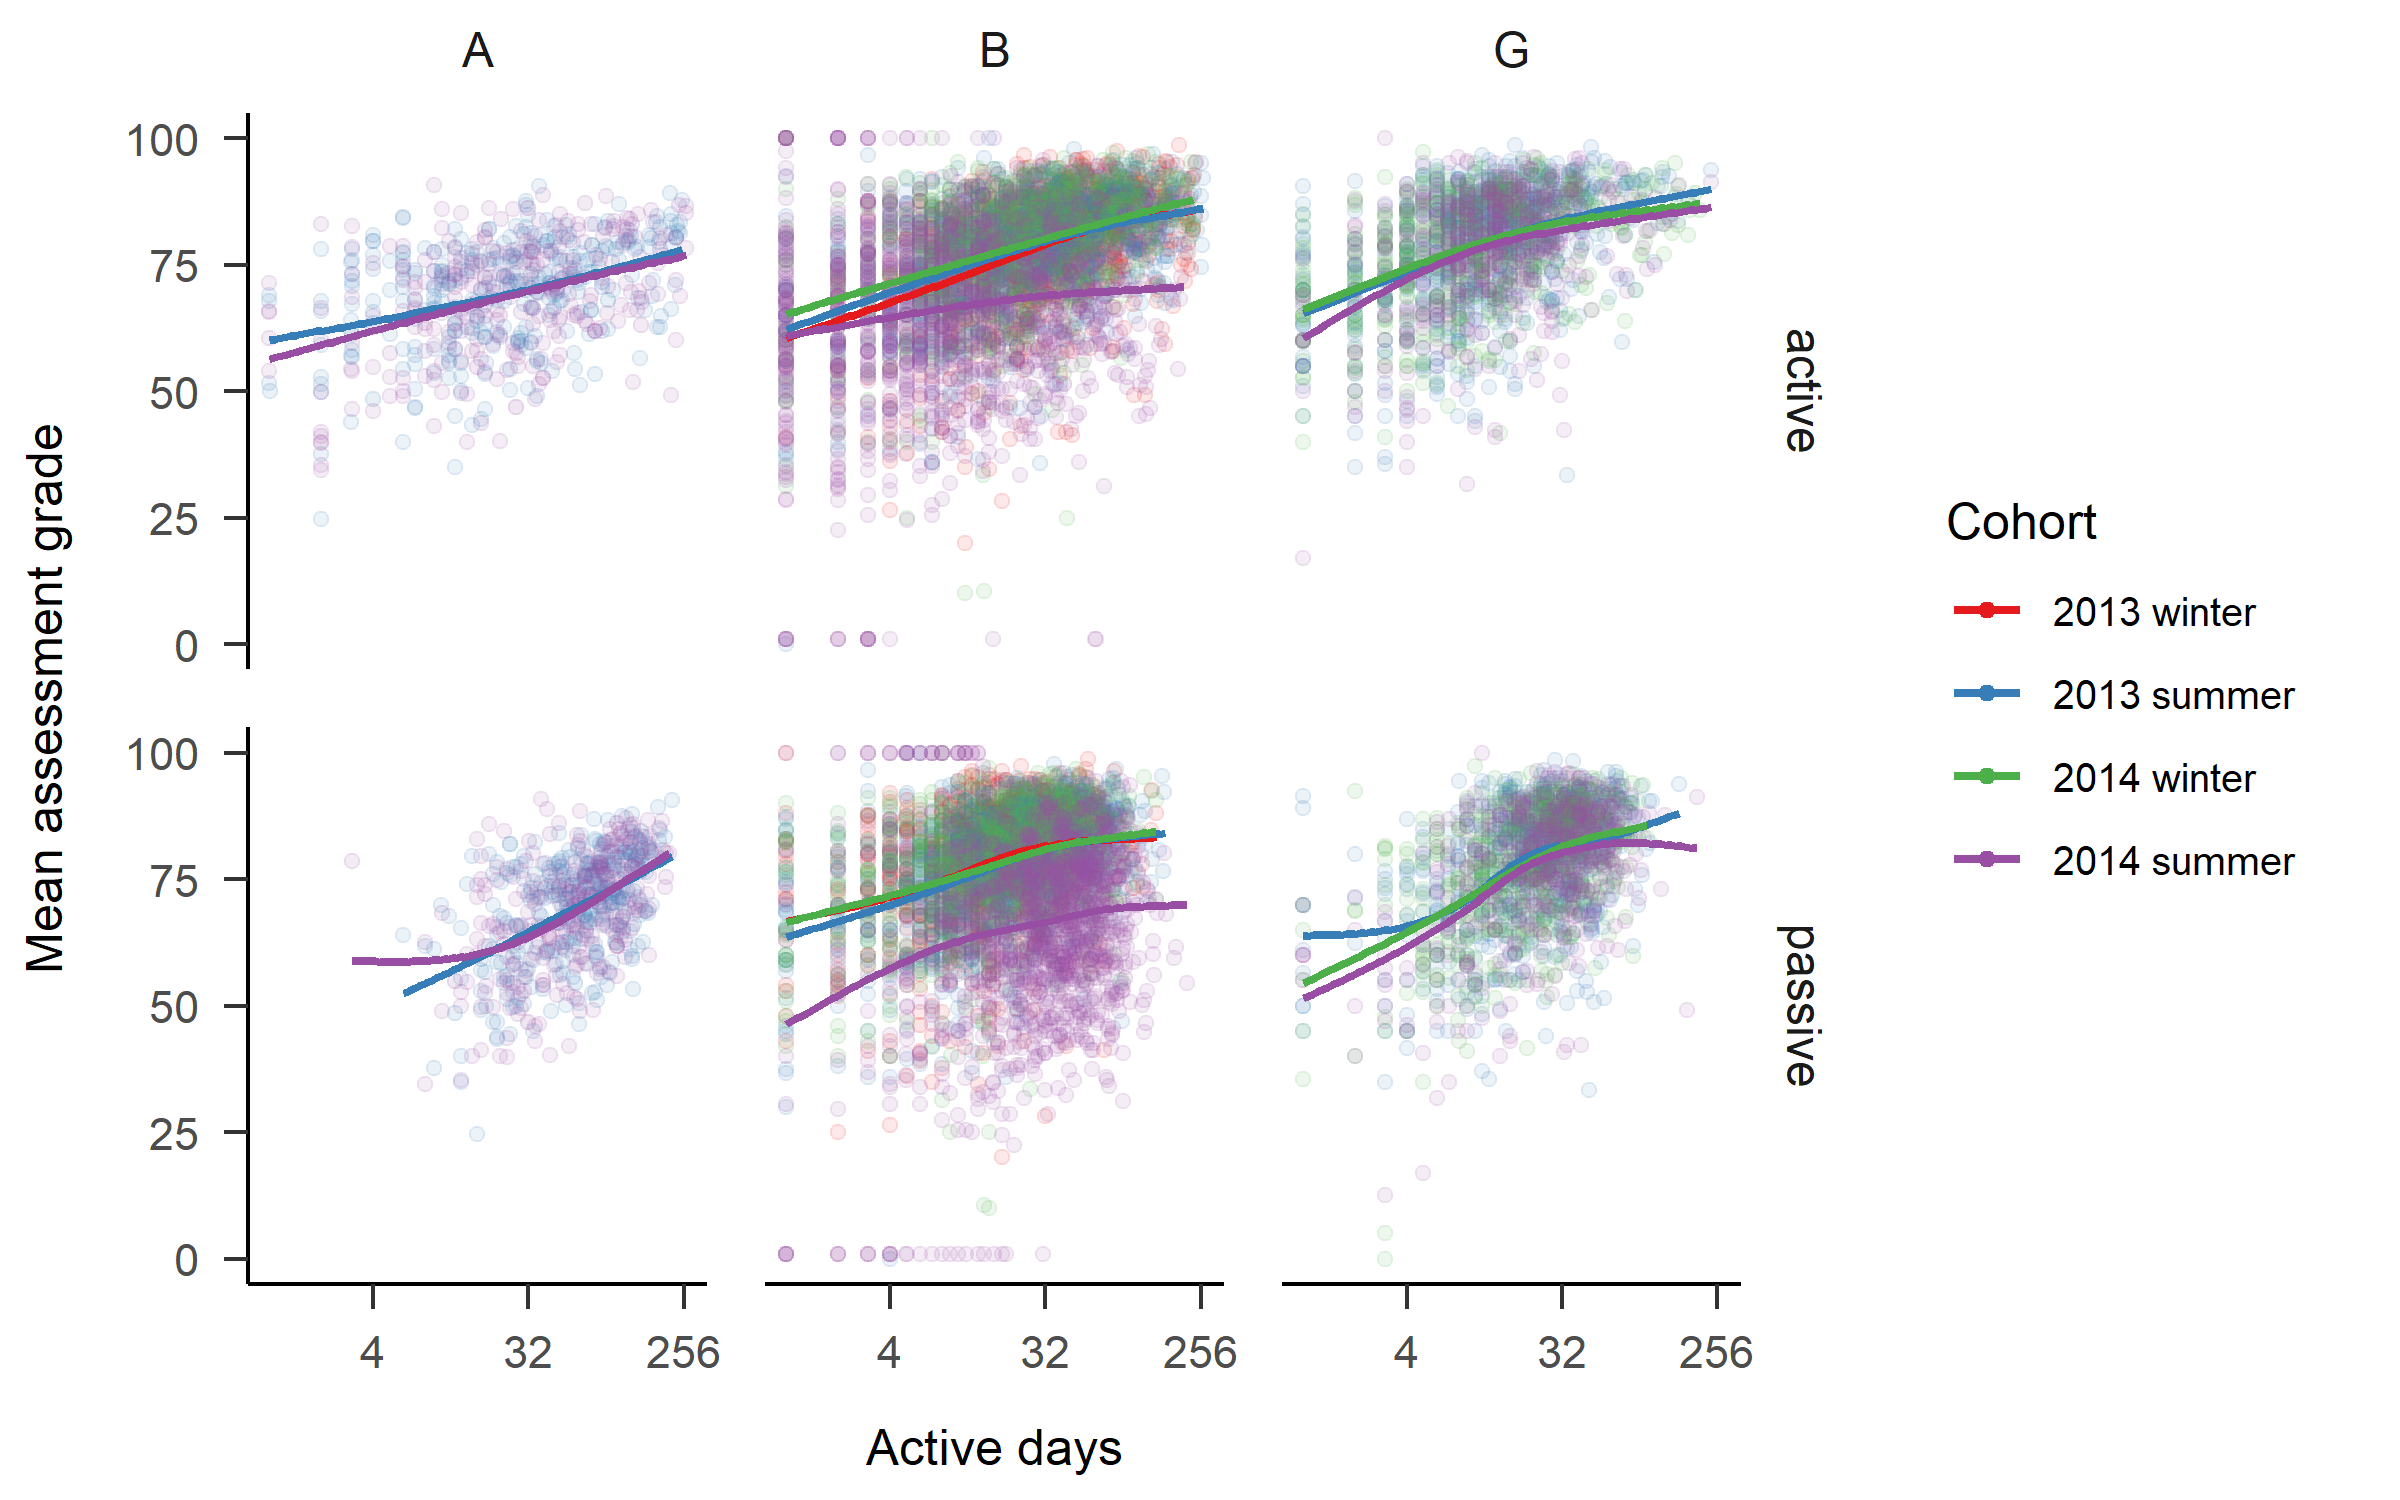 A B G
100
75
50
25
0
active
100
75
50
25
0
passive
4 32 256 4 32 256 4 32 256
Mean assessment grade
Active days
Cohort
2013 winter
2013 summer
2014 winter
2014 summer